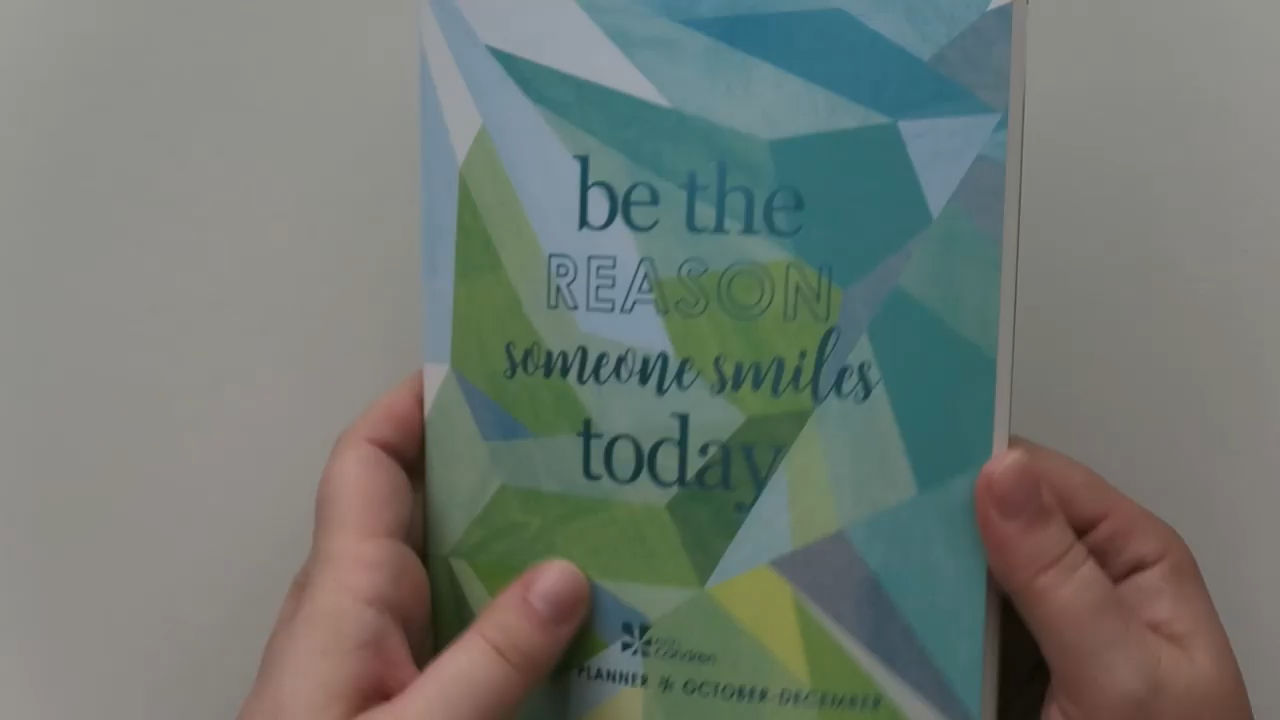 be the
REASON
someone smiles
today
PLANNER * OCTOBER-DECEMBER